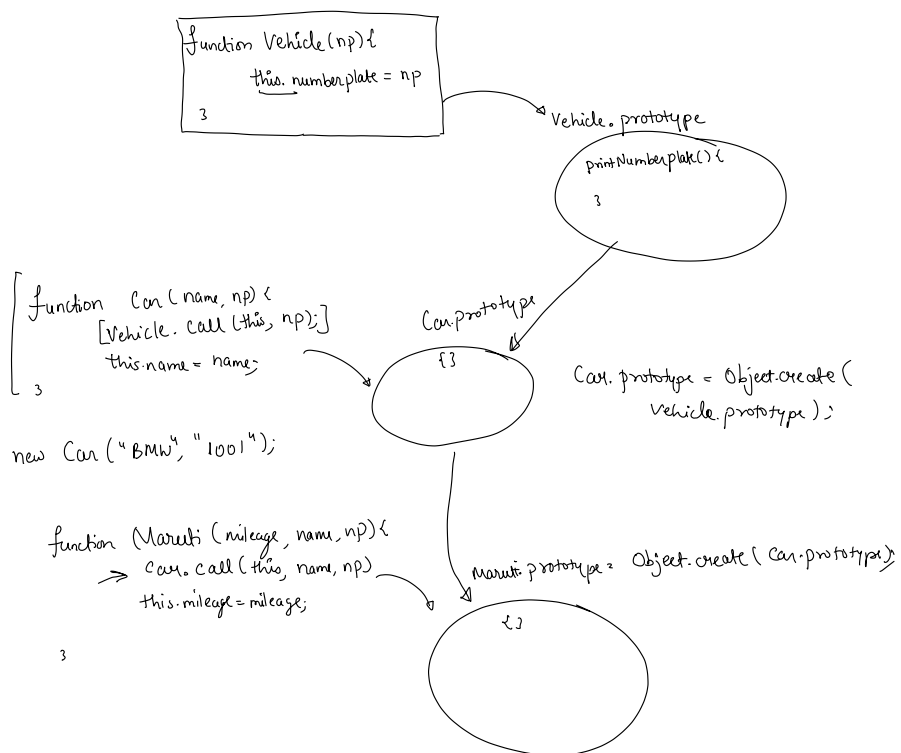 function Vehicle(np){
this.numberplate = np
}
Vehicle.prototype
printNumberplate(){
}
function Car(name, np){
[Vehicle.call(this, np);]
this.name = name;
}
Car.prototype
{}
Car.prototype = Object.create(
Vehicle.prototype);
new Car("BMW", "1001");
function Maruti(mileage, name, np){
Car.call(this, name, np)
this.mileage = mileage;
}
Maruti.prototype = Object.create(Car.prototype);
{}